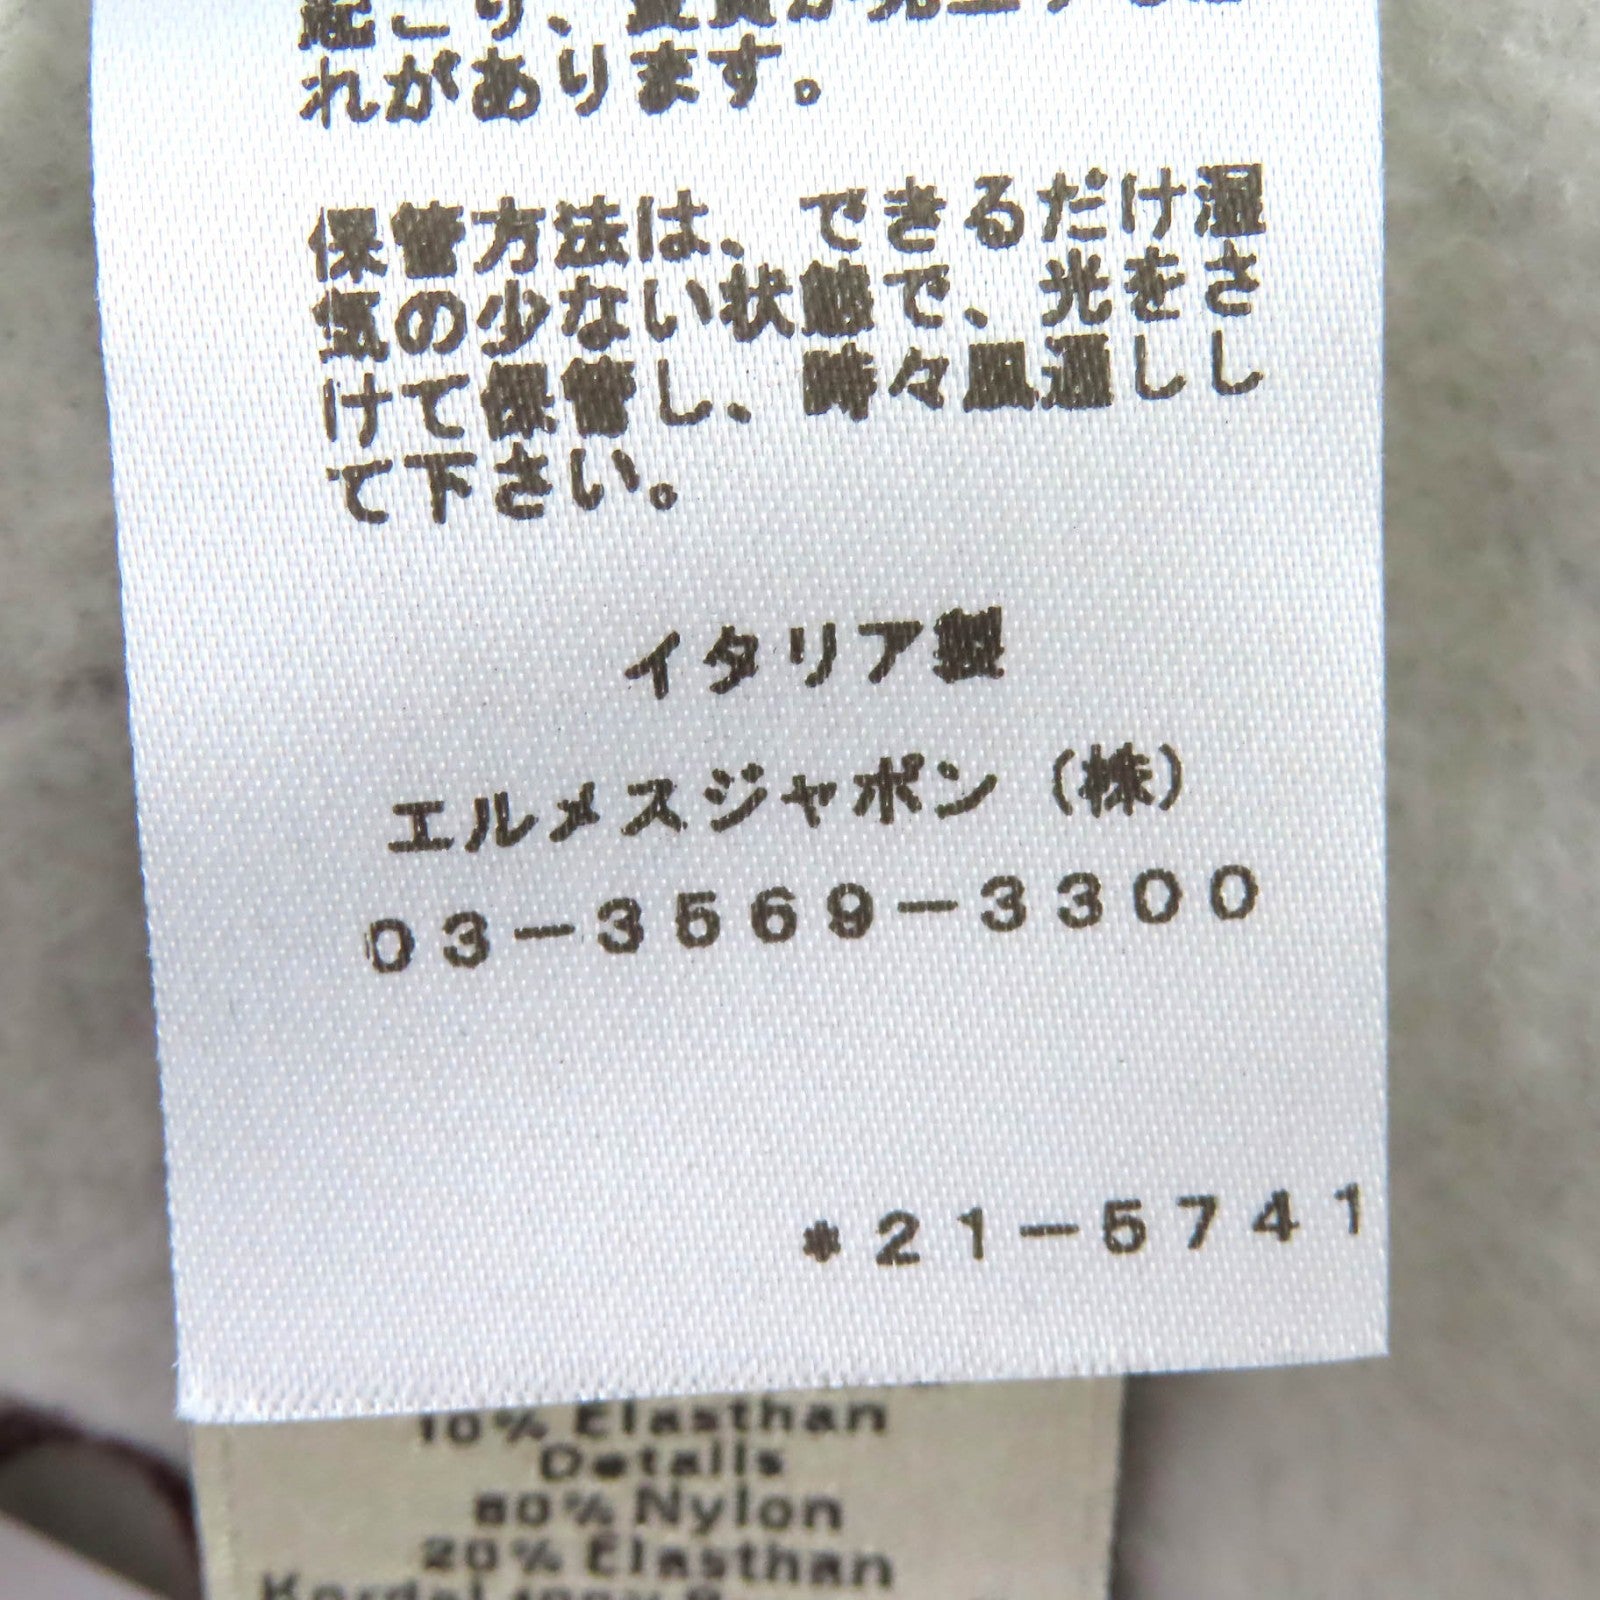 れがあります。
保管方法は、できるだけ湿
気の少ない状態で、光をさ
けて保管し、時々風通しし
て下さい。
イタリア製
エルメスジャポン（株）
03-3569-3300
*21-5741
10% Elasthan
Details
80% Nylon
20% Elasthan